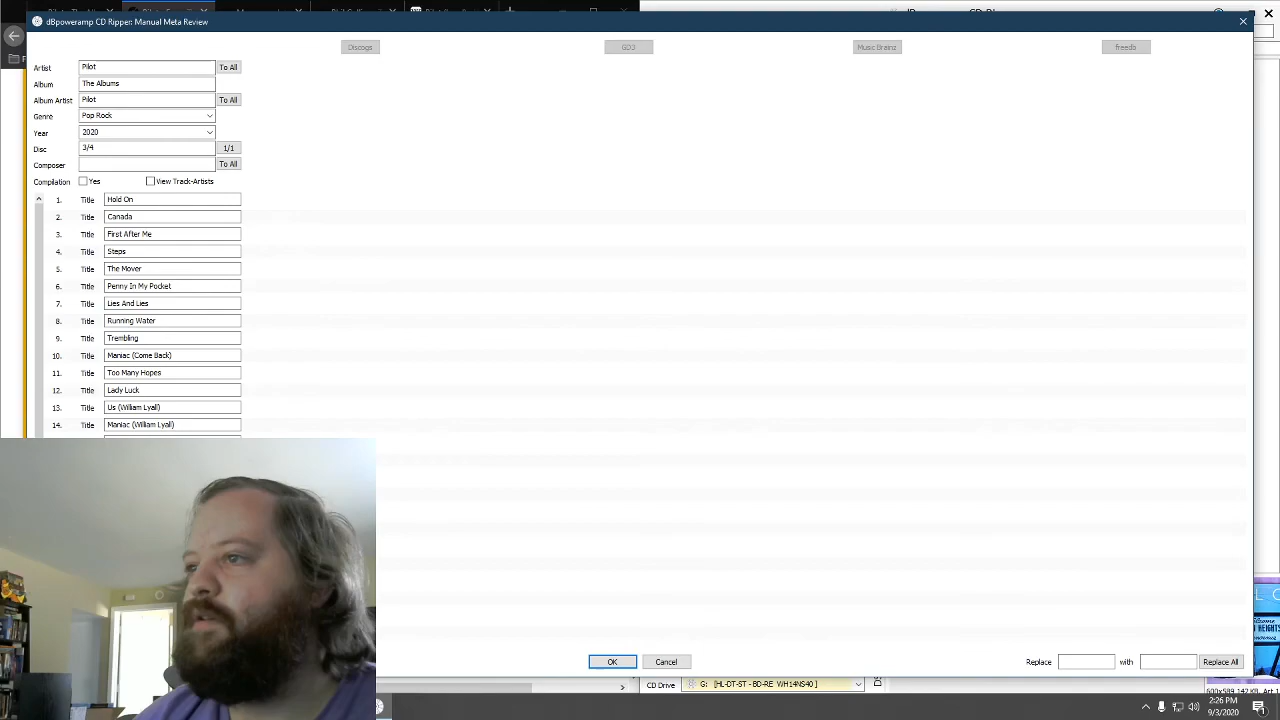 dBpoweramp CD Ripper: Manual Meta Review
Discogs GD3 Music Brainz freedb
Artist Pilot To All
Album The Albums
Album Artist Pilot To All
Genre Pop Rock
Year 2020
Disc 3/4 1/1
Composer To All
Compilation Yes View Track-Artists
1. Title Hold On
2. Title Canada
3. Title First After Me
4. Title Steps
5. Title The Mover
6. Title Penny In My Pocket
7. Title Lies And Lies
8. Title Running Water
9. Title Trembling
10. Title Maniac (Come Back)
11. Title Too Many Hopes
12. Title Lady Luck
13. Title Us (William Lyall)
14. Title Maniac (William Lyall)
OK Cancel Replace with Replace All
CD Drive G: [HL-DT-ST - BD-RE WH14NS40 ]
2:26 PM
9/3/2020